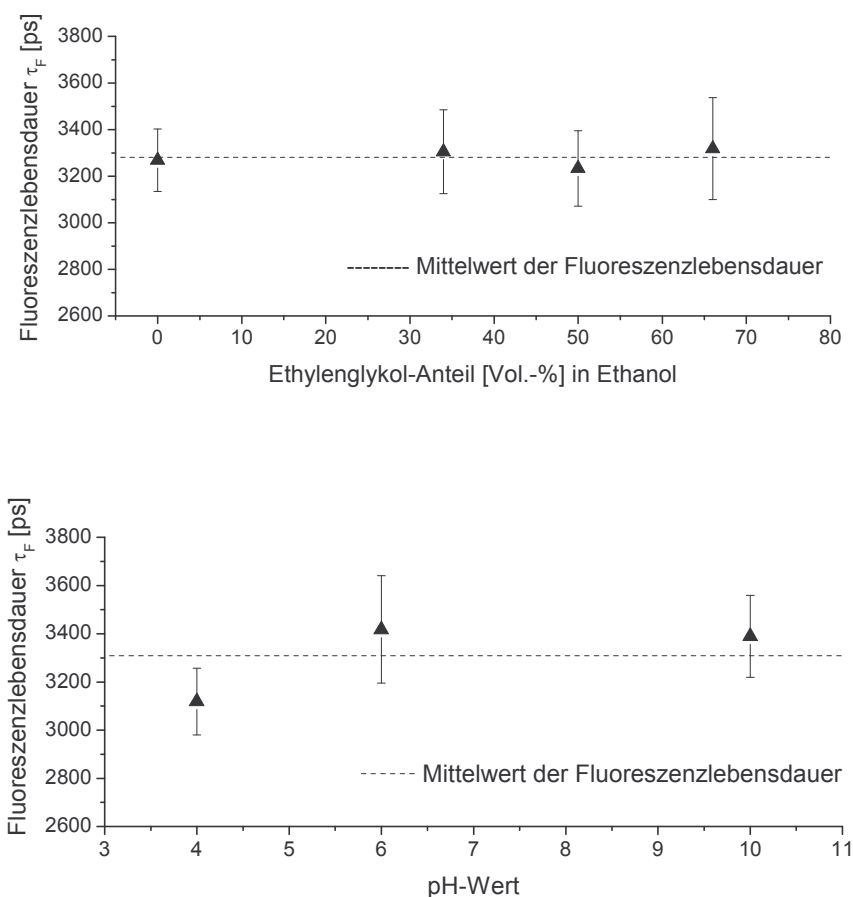 Fluoreszenzlebensdauer τF [ps]
3800
3600
3400
3200
3000
2800
2600
Mittelwert der Fluoreszenzlebensdauer
0 10 20 30 40 50 60 70 80
Ethylenglykol-Anteil [Vol.-%] in Ethanol
Fluoreszenzlebensdauer τF [ps]
3800
3600
3400
3200
3000
2800
2600
Mittelwert der Fluoreszenzlebensdauer
3 4 5 6 7 8 9 10 11
pH-Wert